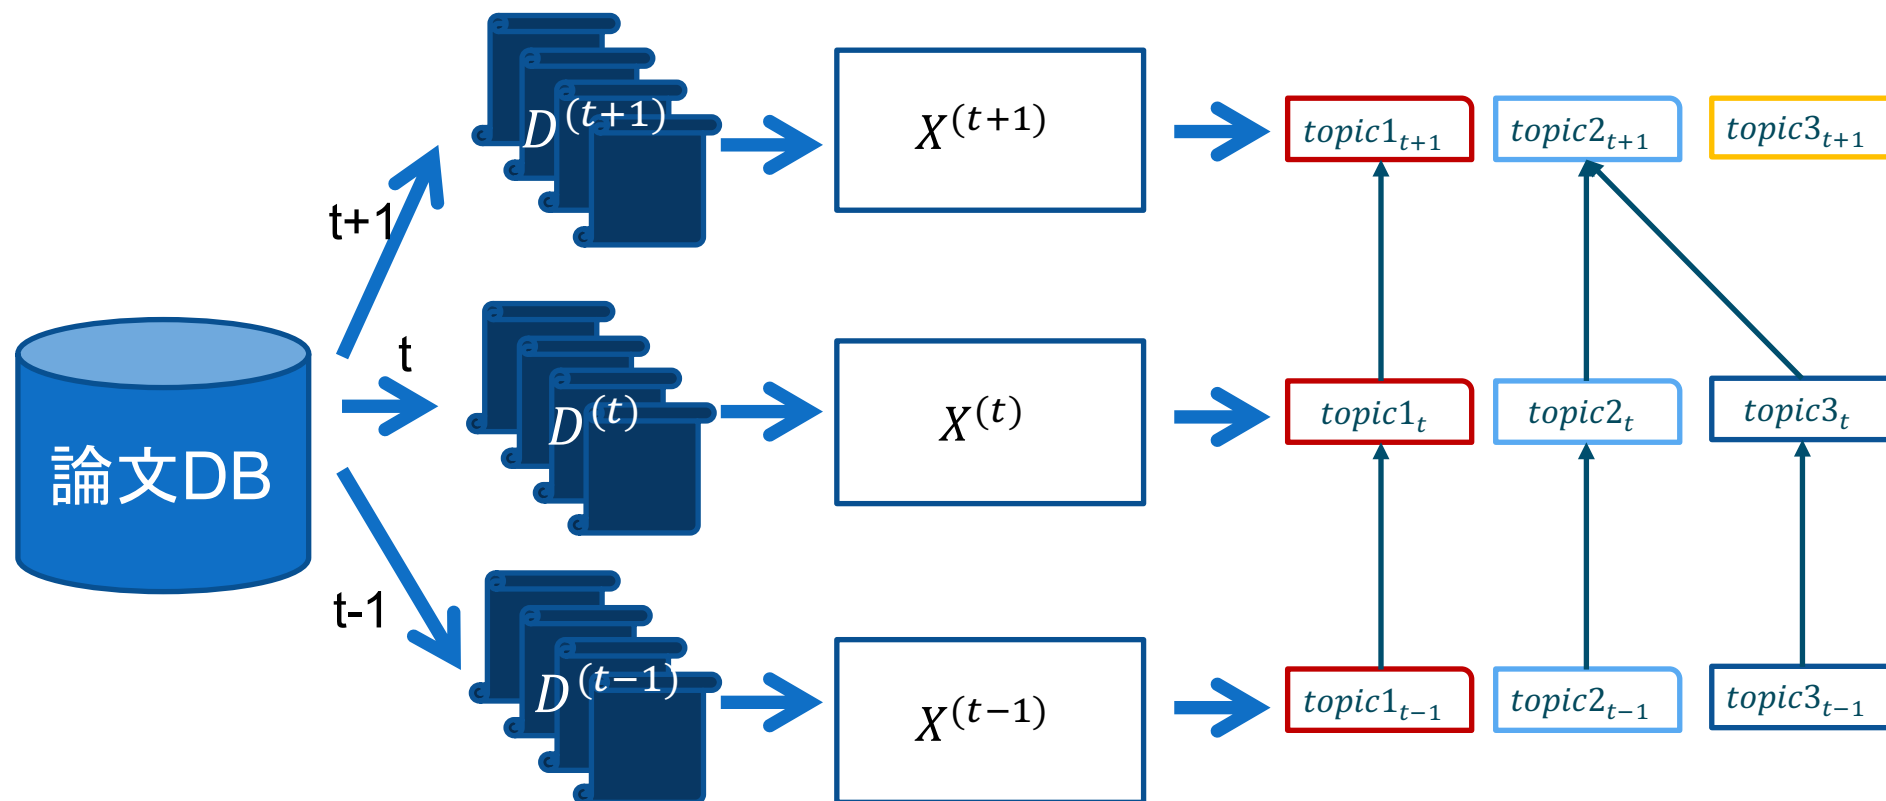 t+1
t
t-1
論文DB
D^(t+1)
X^(t+1)
topic1_{t+1}
topic2_{t+1}
topic3_{t+1}
D^(t)
X^(t)
topic1_t
topic2_t
topic3_t
D^(t−1)
X^(t−1)
topic1_{t−1}
topic2_{t−1}
topic3_{t−1}